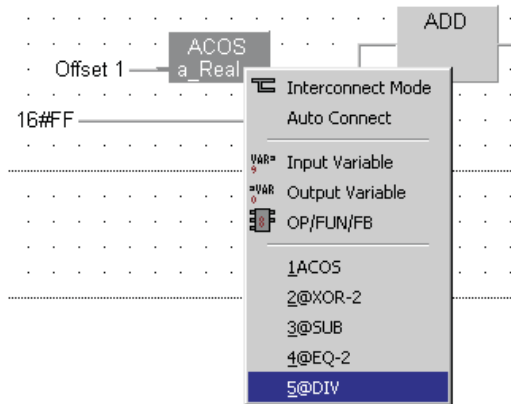 ADD
ACOS
Offset 1
a_Real
16#FF
Interconnect Mode
Auto Connect
VAR=
Input Variable
=VAR
Output Variable
OP/FUN/FB
1ACOS
2@XOR-2
3@SUB
4@EQ-2
5@DIV